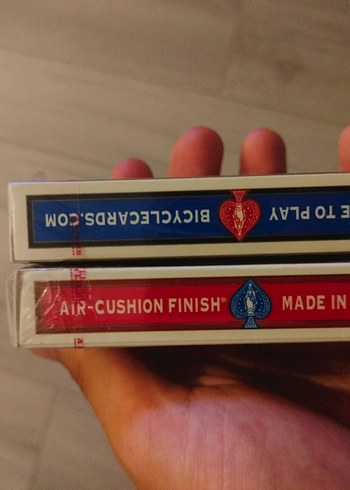 E TO PLAY BICYCLECARDS.COM
AIR-CUSHION FINISH® MADE IN